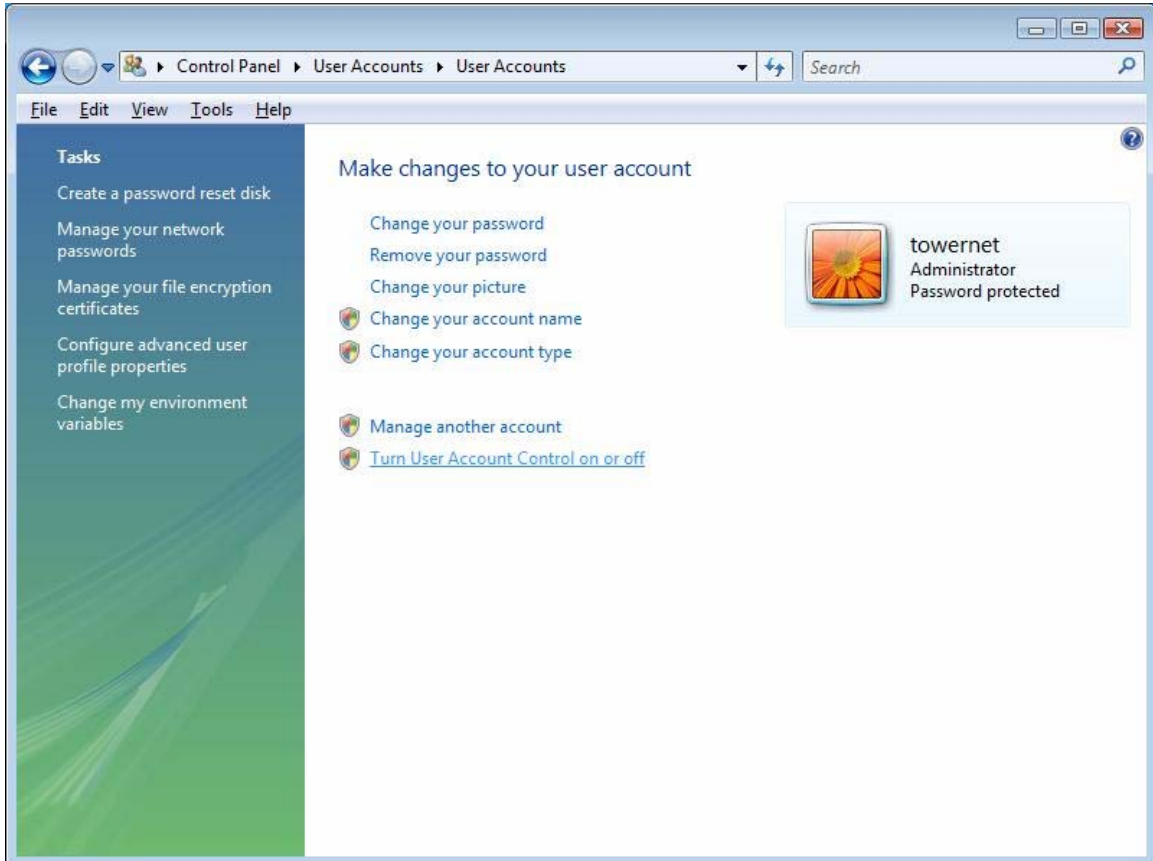 Control Panel User Accounts User Accounts
Search
File Edit View Tools Help
Tasks
Create a password reset disk
Manage your network
passwords
Manage your file encryption
certificates
Configure advanced user
profile properties
Change my environment
variables
Make changes to your user account
Change your password
Remove your password
Change your picture
Change your account name
Change your account type
Manage another account
Turn User Account Control on or off
towernet
Administrator
Password protected